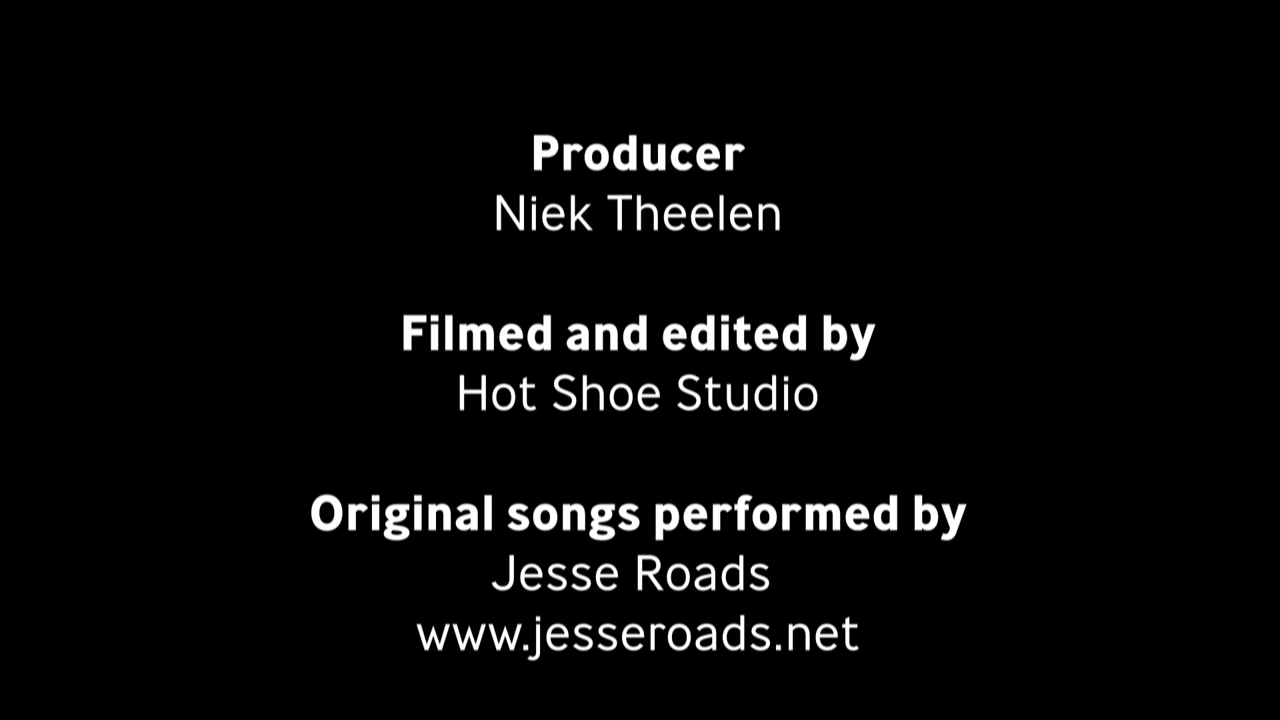 Producer
Niek Theelen
Filmed and edited by
Hot Shoe Studio
Original songs performed by
Jesse Roads
www.jesseroads.net